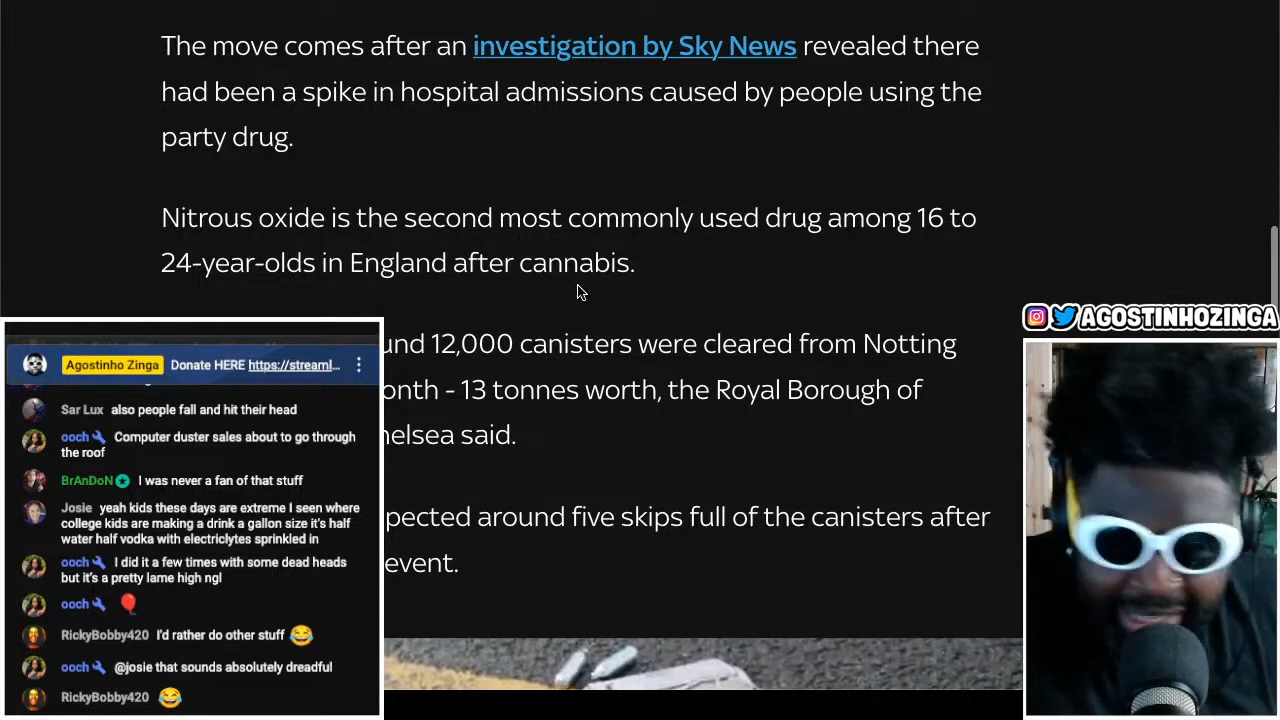 The move comes after an investigation by Sky News revealed there
had been a spike in hospital admissions caused by people using the
party drug.
Nitrous oxide is the second most commonly used drug among 16 to
24-year-olds in England after cannabis.
12,000 canisters were cleared from Notting
- 13 tonnes worth, the Royal Borough of
said.
around five skips full of the canisters after
event.
Agostinho Zinga Donate HERE https://streaml...
Sar Lux also people fall and hit their head
ooch Computer duster sales about to go through
the roof
BrAnDoN I was never a fan of that stuff
Josie yeah kids these days are extreme I seen where
college kids are making a drink a gallon size it's half
water half vodka with electriclytes sprinkled in
ooch I did it a few times with some dead heads
but it's a pretty lame high ngl
ooch 🎈
RickyBobby420 I'd rather do other stuff 😂
ooch @josie that sounds absolutely dreadful
RickyBobby420 😂
AGOSTINHOZINGA